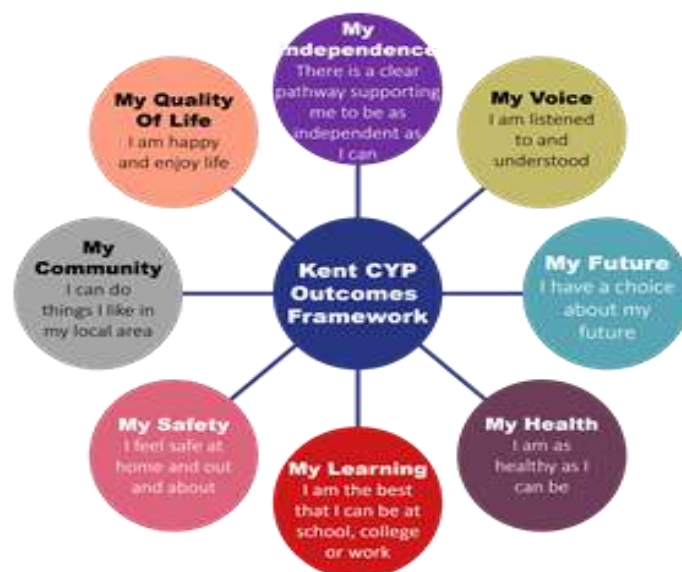 My
Independence
There is a clear
pathway supporting
me to be as
independent as
I can
My Voice
I am listened
to and
understood
My Future
I have a choice
about my
future
My Health
I am as
healthy as I
can be
My Learning
I am the best
that I can be at
school, college
or work
My Safety
I feel safe at
home and out
and about
My
Community
I can do
things I like in
my local area
My Quality
Of Life
I am happy
and enjoy life
Kent CYP
Outcomes
Framework